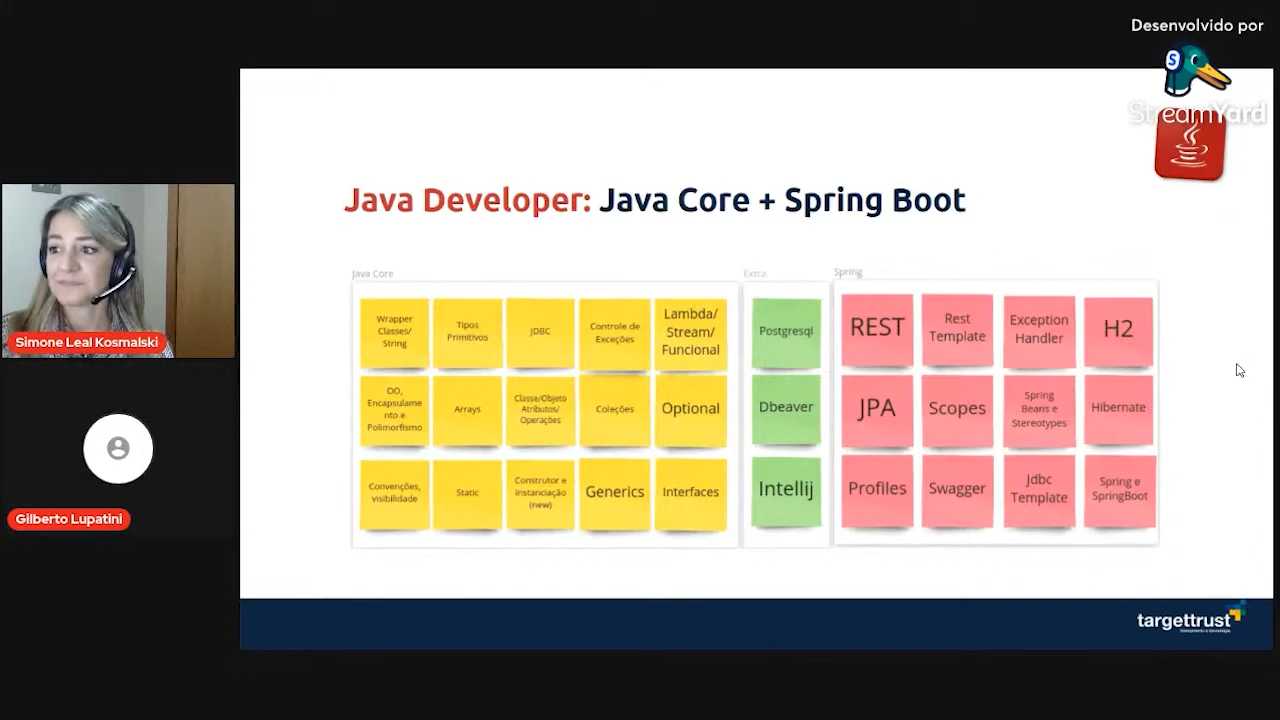 Desenvolvido por
S
StreamYard
Java Developer: Java Core + Spring Boot
Java Core
Wrapper
Classes/
String
Tipos
Primitivos
JDBC
Controle de
Exceções
Lambda/
Stream/
Funcional
OO,
Encapsulame
nto e
Polimorfismo
Arrays
Classe/Objeto
Atributos/
Operações
Coleções
Optional
Convenções,
visibilidade
Static
Construtor e
Instanciação
(new)
Generics
Interfaces
Extra
Postgresql
Dbeaver
Intellij
Spring
REST
Rest
Template
Exception
Handler
H2
JPA
Scopes
Spring
Beans e
Stereotypes
Hibernate
Profiles
Swagger
Jdbc
Template
Spring e
SpringBoot
Simone Leal Kosmalski
Gilberto Lupatini
targettrust